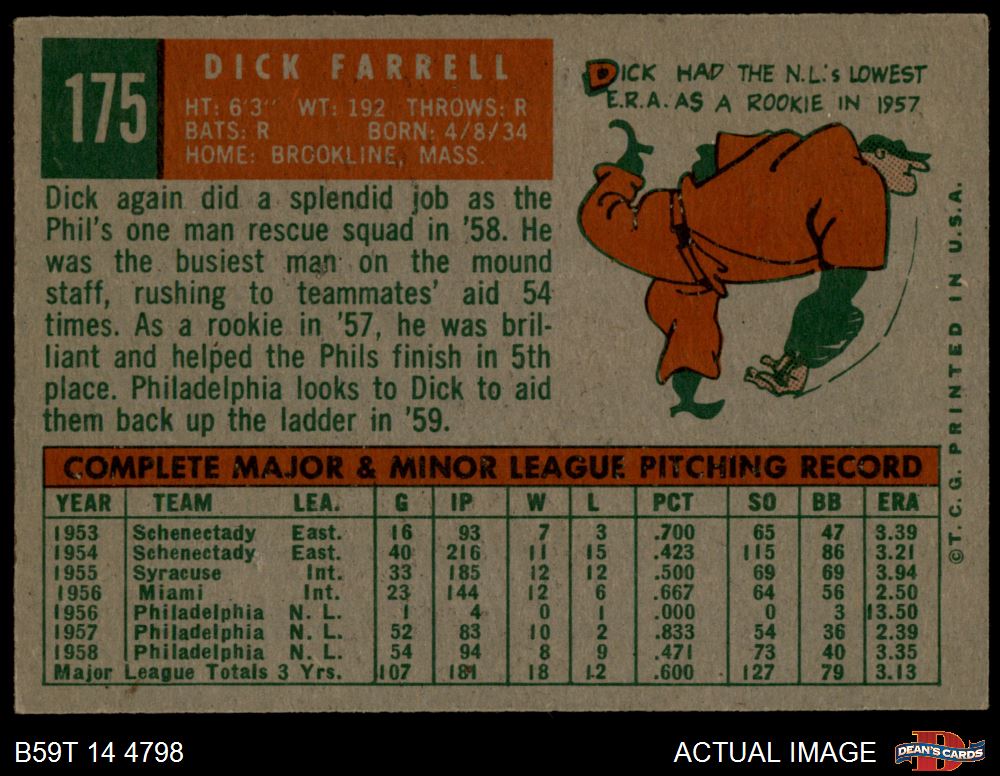 175
DICK FARRELL
HT: 6'3" WT: 192 THROWS: R
BATS: R BORN: 4/8/34
HOME: BROOKLINE, MASS.
DICK HAD THE N.L.'s LOWEST
E.R.A. AS A ROOKIE IN 1957
Dick again did a splendid job as the
Phil's one man rescue squad in '58. He
was the busiest man on the mound
staff, rushing to teammates' aid 54
times. As a rookie in '57, he was bril-
liant and helped the Phils finish in 5th
place. Philadelphia looks to Dick to aid
them back up the ladder in '59.
COMPLETE MAJOR & MINOR LEAGUE PITCHING RECORD
YEAR TEAM LEA. G IP W L PCT SO BB ERA
1953 Schenectady East. 16 93 7 3 .700 65 47 3.39
1954 Schenectady East. 40 216 11 15 .423 115 86 3.21
1955 Syracuse Int. 33 185 12 12 .500 69 69 3.94
1956 Miami Int. 23 144 12 6 .667 64 56 2.50
1956 Philadelphia N. L. 1 4 0 1 .000 0 3 13.50
1957 Philadelphia N. L. 52 83 10 2 .833 54 36 2.39
1958 Philadelphia N. L. 54 94 8 9 .471 73 40 3.35
Major League Totals 3 Yrs. 107 181 18 12 .600 127 79 3.13
©T. C. G. PRINTED IN U.S.A.
B59T 14 4798
ACTUAL IMAGE
DEAN'S CARDS